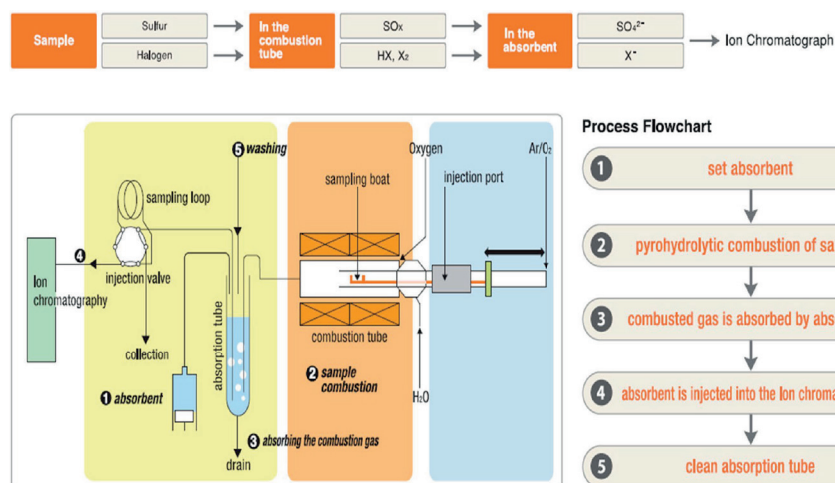 Sample
Sulfur
Halogen
In the
combustion
tube
SOx
HX, X₂
In the
absorbent
SO₄²⁻
X⁻
Ion Chromatograph
Process Flowchart
1 set absorbent
2 pyrohydrolytic combustion of sa
3 combusted gas is absorbed by abs
4 absorbent is injected into the Ion chroma
5 clean absorption tube
5 washing
sampling loop
4
injection valve
Ion
chromatography
collection
1 absorbent
absorption tube
3 absorbing the combustion gas
drain
Oxygen
sampling boat
combustion tube
2 sample
combustion
H₂O
injection port
Ar/O₂